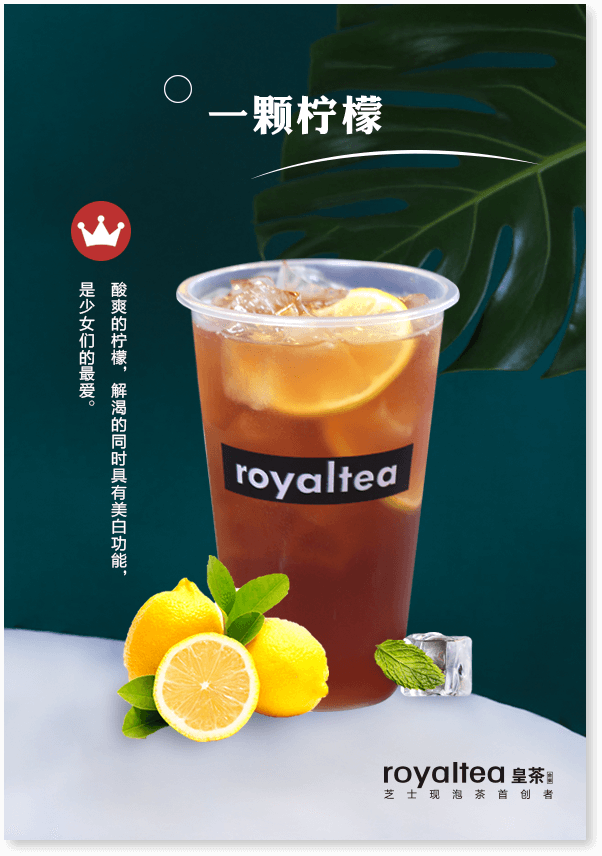 一颗柠檬
酸爽的柠檬，解渴的同时具有美白功能，
是少女们的最爱。
royaltea
royaltea 皇茶
芝士现泡茶首创者